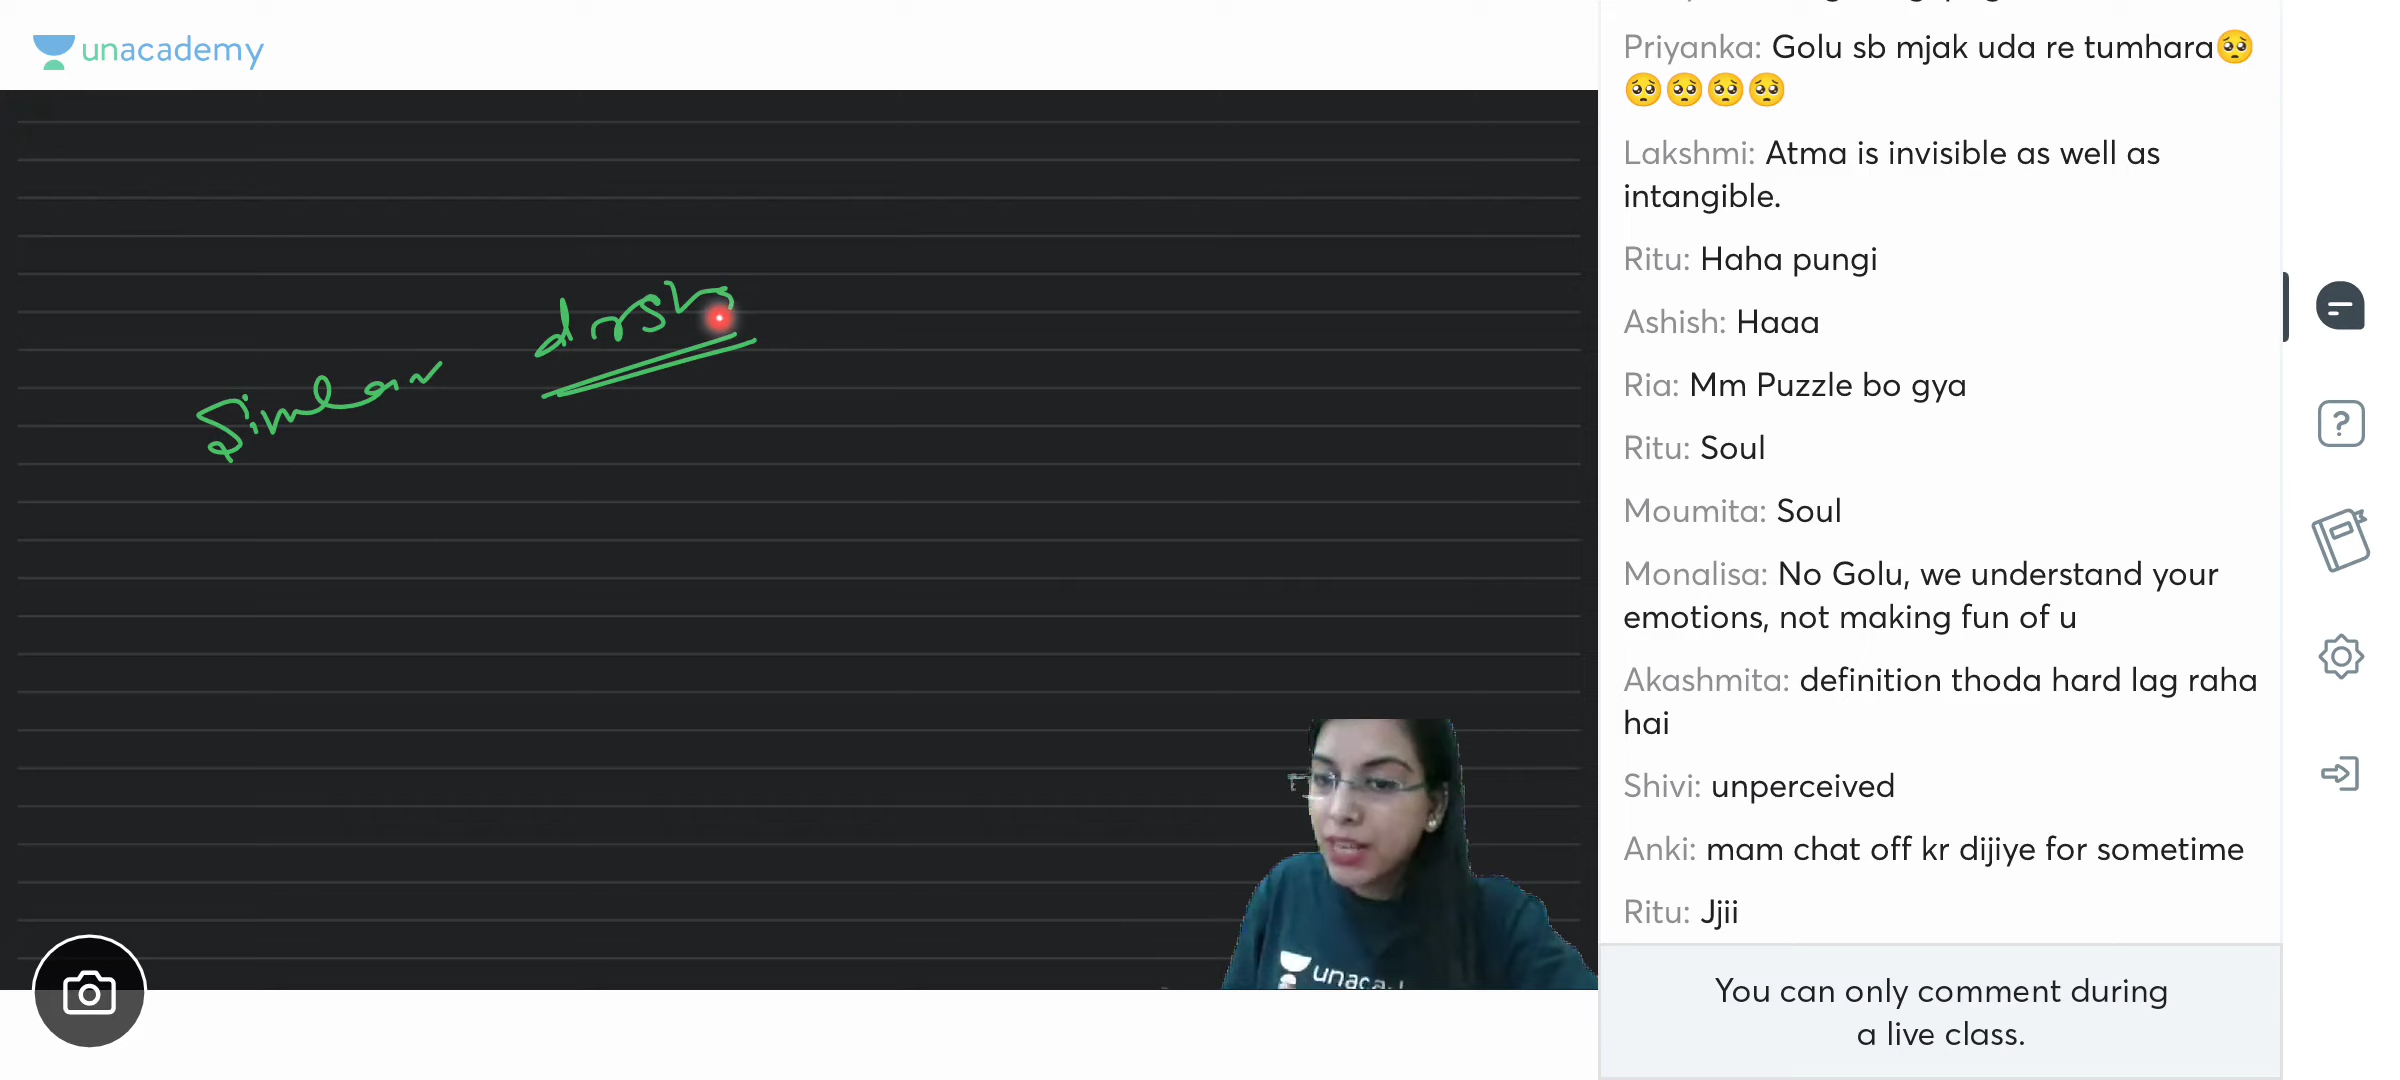 unacademy
Simlar
unaca
Priyanka: Golu sb mjak uda re tumhara🥺
🥺🥺🥺🥺
Lakshmi: Atma is invisible as well as
intangible.
Ritu: Haha pungi
Ashish: Haaa
Ria: Mm Puzzle bo gya
Ritu: Soul
Moumita: Soul
Monalisa: No Golu, we understand your
emotions, not making fun of u
Akashmita: definition thoda hard lag raha
hai
Shivi: unperceived
Anki: mam chat off kr dijiye for sometime
Ritu: Jjii
You can only comment during
a live class.